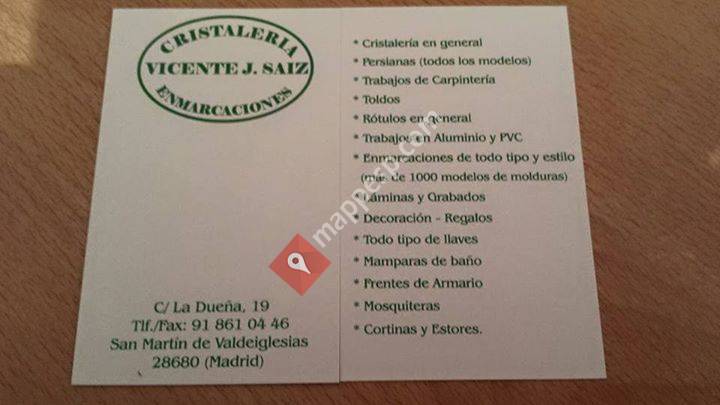 CRISTALERIA
VICENTE J. SAIZ
ENMARCACIONES
C/ La Dueña, 19
Tlf./Fax: 91 861 04 46
San Martín de Valdeiglesias
28680 (Madrid)
* Cristalería en general
* Persianas (todos los modelos)
* Trabajos de Carpintería
* Toldos
* Rótulos en general
* Trabajos en Aluminio y PVC
* Enmarcaciones de todo tipo y estilo
(más de 1000 modelos de molduras)
* Láminas y Grabados
* Decoración - Regalos
* Todo tipo de llaves
* Mamparas de baño
* Frentes de Armario
* Mosquiteras
* Cortinas y Estores.
mappesp.com